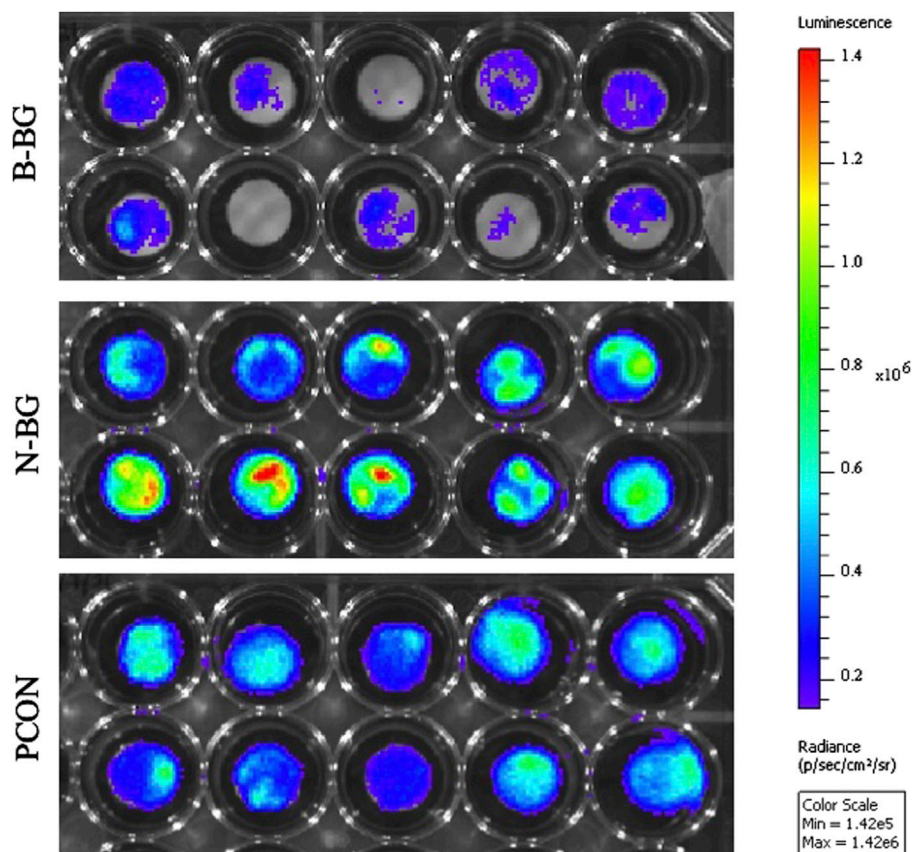 B-BG
N-BG
PCON
Luminescence
1.4
1.2
1.0
0.8
x10⁶
0.6
0.4
0.2
Radiance
(p/sec/cm²/sr)
Color Scale
Min = 1.42e5
Max = 1.42e6